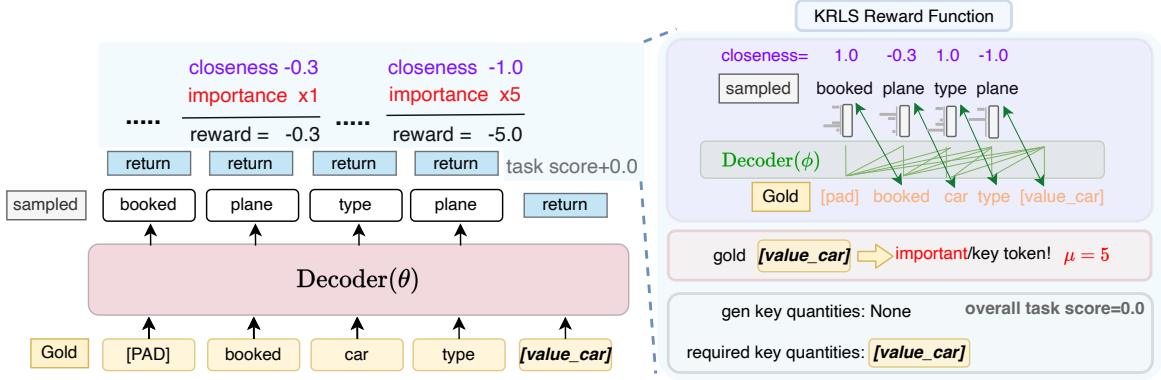 KRLS Reward Function
closeness -0.3 closeness -1.0
importance x1 importance x5
..... reward = -0.3 ..... reward = -5.0
return return return return task score+0.0
sampled booked plane type plane return
Decoder(θ)
Gold [PAD] booked car type [value_car]
closeness= 1.0 -0.3 1.0 -1.0
sampled booked plane type plane
Decoder(ϕ)
Gold [pad] booked car type [value_car]
gold [value_car] important/key token! μ = 5
gen key quantities: None overall task score=0.0
required key quantities: [value_car]